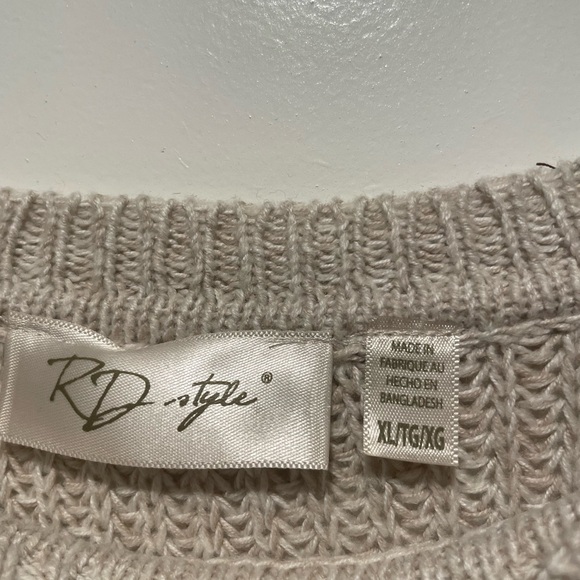 RD style®
MADE IN
FABRIQUE AU
HECHO EN
BANGLADESH
XL/TG/XG